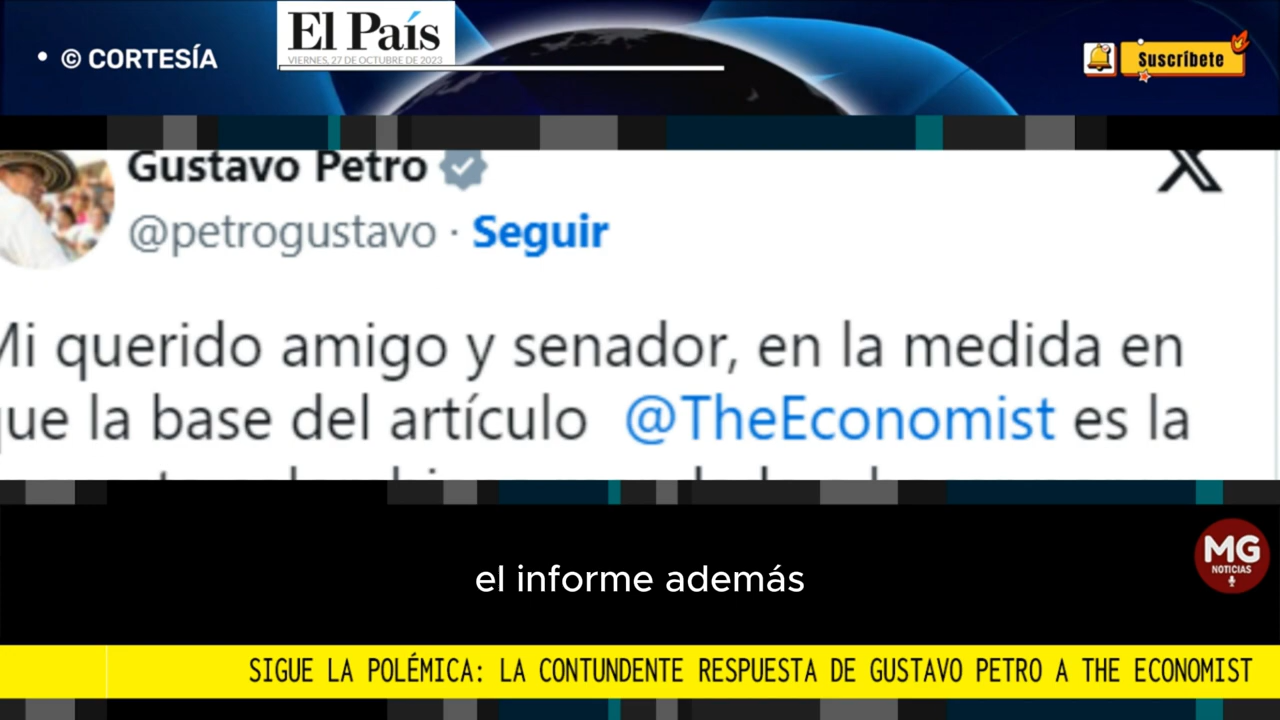 • © CORTESÍA
El País
VIERNES, 27 DE OCTUBRE DE 2023
Suscríbete
Gustavo Petro
@petrogustavo · Seguir
Mi querido amigo y senador, en la medida en
que la base del artículo @TheEconomist es la
el informe además
MG
NOTICIAS
SIGUE LA POLÉMICA: LA CONTUNDENTE RESPUESTA DE GUSTAVO PETRO A THE ECONOMIST